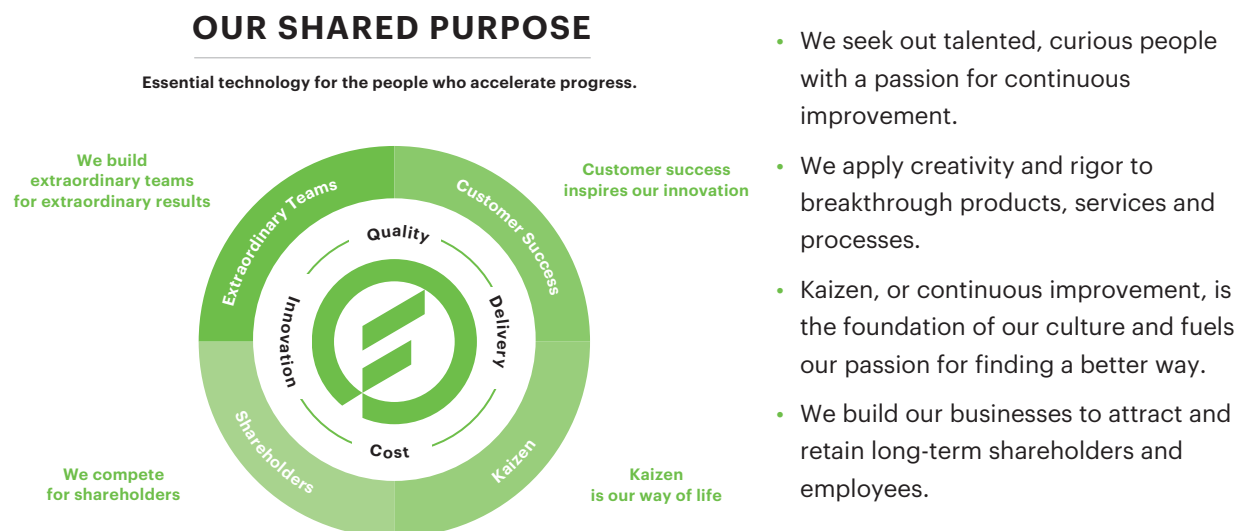 OUR SHARED PURPOSE
Essential technology for the people who accelerate progress.
We build
extraordinary teams
for extraordinary results
Customer success
inspires our innovation
Extraordinary Teams
Customer Success
Quality
Innovation
Delivery
Cost
Shareholders
Kaizen
We compete
for shareholders
Kaizen
is our way of life
• We seek out talented, curious people
with a passion for continuous
improvement.
• We apply creativity and rigor to
breakthrough products, services and
processes.
• Kaizen, or continuous improvement, is
the foundation of our culture and fuels
our passion for finding a better way.
• We build our businesses to attract and
retain long-term shareholders and
employees.